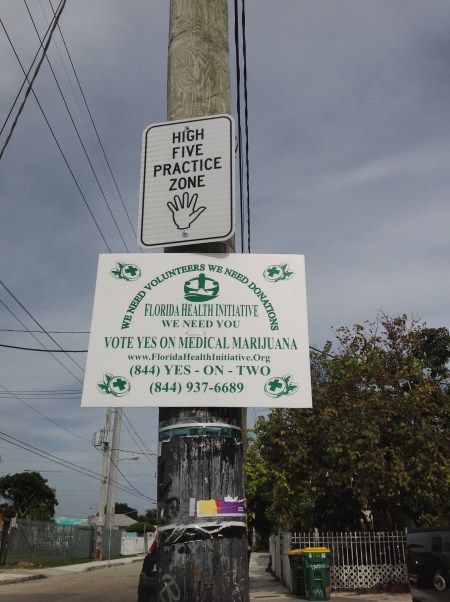 HIGH
FIVE
PRACTICE
ZONE
WE NEED VOLUNTEERS WE NEED DONATIONS
FLORIDA HEALTH INITIATIVE
WE NEED YOU
VOTE YES ON MEDICAL MARIJUANA
www.FloridaHealthInitiative.Org
(844) YES - ON - TWO
(844) 937-6689